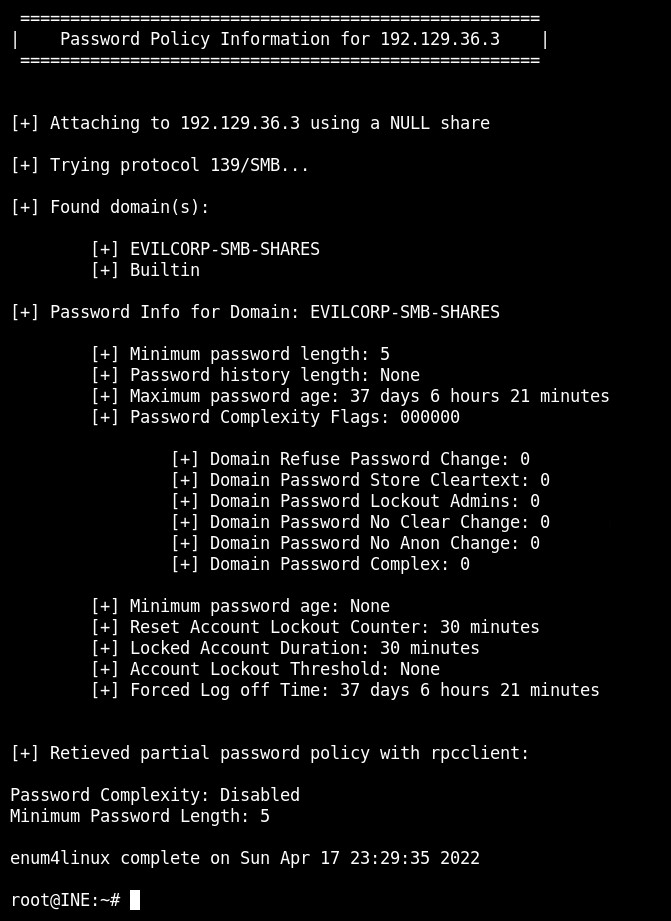 ====================================================
|    Password Policy Information for 192.129.36.3    |
====================================================
[+] Attaching to 192.129.36.3 using a NULL share
[+] Trying protocol 139/SMB...
[+] Found domain(s):
[+] EVILCORP-SMB-SHARES
[+] Builtin
[+] Password Info for Domain: EVILCORP-SMB-SHARES
[+] Minimum password length: 5
[+] Password history length: None
[+] Maximum password age: 37 days 6 hours 21 minutes
[+] Password Complexity Flags: 000000
[+] Domain Refuse Password Change: 0
[+] Domain Password Store Cleartext: 0
[+] Domain Password Lockout Admins: 0
[+] Domain Password No Clear Change: 0
[+] Domain Password No Anon Change: 0
[+] Domain Password Complex: 0
[+] Minimum password age: None
[+] Reset Account Lockout Counter: 30 minutes
[+] Locked Account Duration: 30 minutes
[+] Account Lockout Threshold: None
[+] Forced Log off Time: 37 days 6 hours 21 minutes
[+] Retieved partial password policy with rpcclient:
Password Complexity: Disabled
Minimum Password Length: 5
enum4linux complete on Sun Apr 17 23:29:35 2022
root@INE:~#